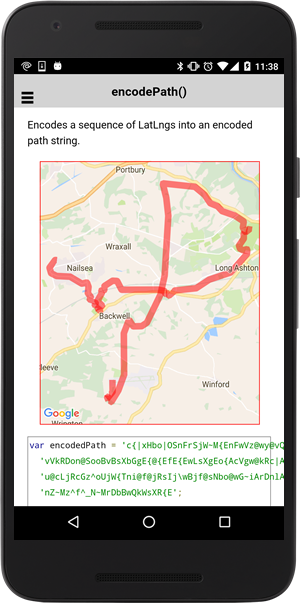 11:38
encodePath()
Encodes a sequence of LatLngs into an encoded
path string.
Portbury
Wraxall
Nailsea
Long Ashton
Backwell
leeve
Winford
Wrington
Google
var encodedPath = 'c{|xHbo|OSnFrSjW~M{EnFwVz@wy@vQ
'vVkRDon@SooBvBsXbGgE{@{EfE{EwLsXgEo{AcVgw@kRc|A
'u@cLjRcGz^oUjW{Tni@f@jRsIj\wBjf@sNbo@wG~iArDnlA
'nZ~Mz^f^_N~MrDbBwQkWsXR{E';